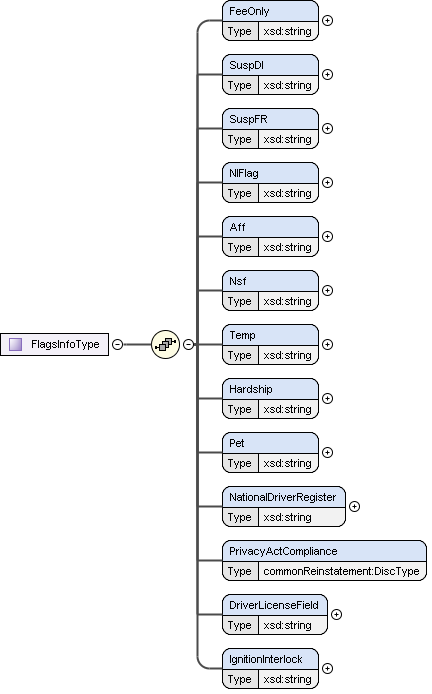 FeeOnly
Type xsd:string
SuspDI
Type xsd:string
SuspFR
Type xsd:string
NIFlag
Type xsd:string
Aff
Type xsd:string
Nsf
Type xsd:string
FlagsInfoType
Temp
Type xsd:string
Hardship
Type xsd:string
Pet
Type xsd:string
NationalDriverRegister
Type xsd:string
PrivacyActCompliance
Type commonReinstatement:DiscType
DriverLicenseField
Type xsd:string
IgnitionInterlock
Type xsd:string